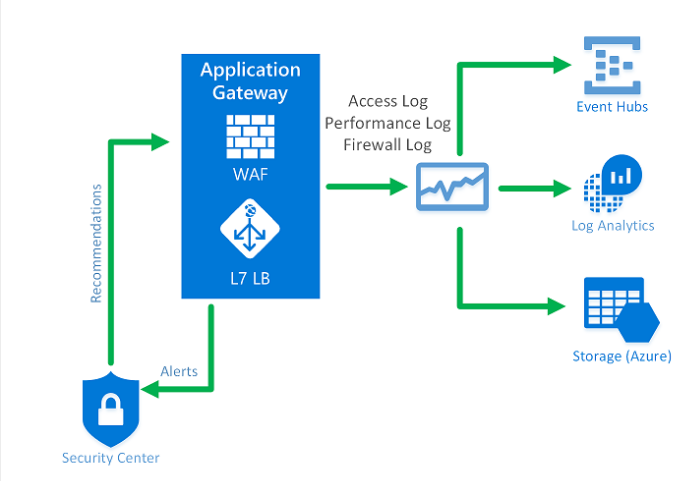 Application
Gateway
WAF
L7 LB
Access Log
Performance Log
Firewall Log
Event Hubs
Log Analytics
Storage (Azure)
Recommendations
Alerts
Security Center